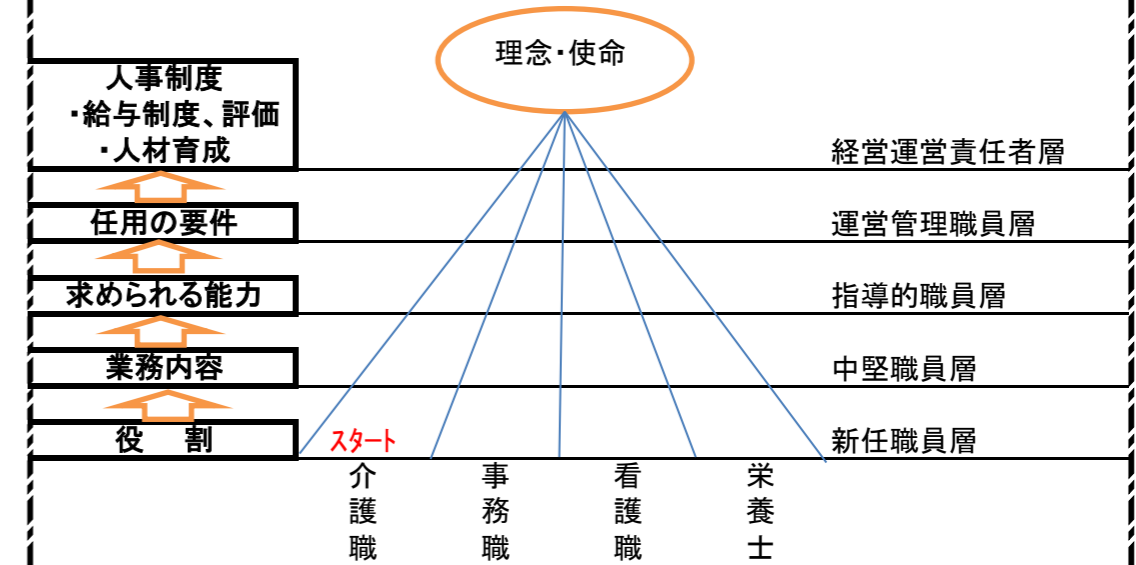 理念・使命
人事制度
・給与制度、評価
・人材育成
経営運営責任者層
任用の要件
運営管理職員層
求められる能力
指導的職員層
業務内容
中堅職員層
役 割
スタート
新任職員層
介護職
事務職
看護職
栄養士